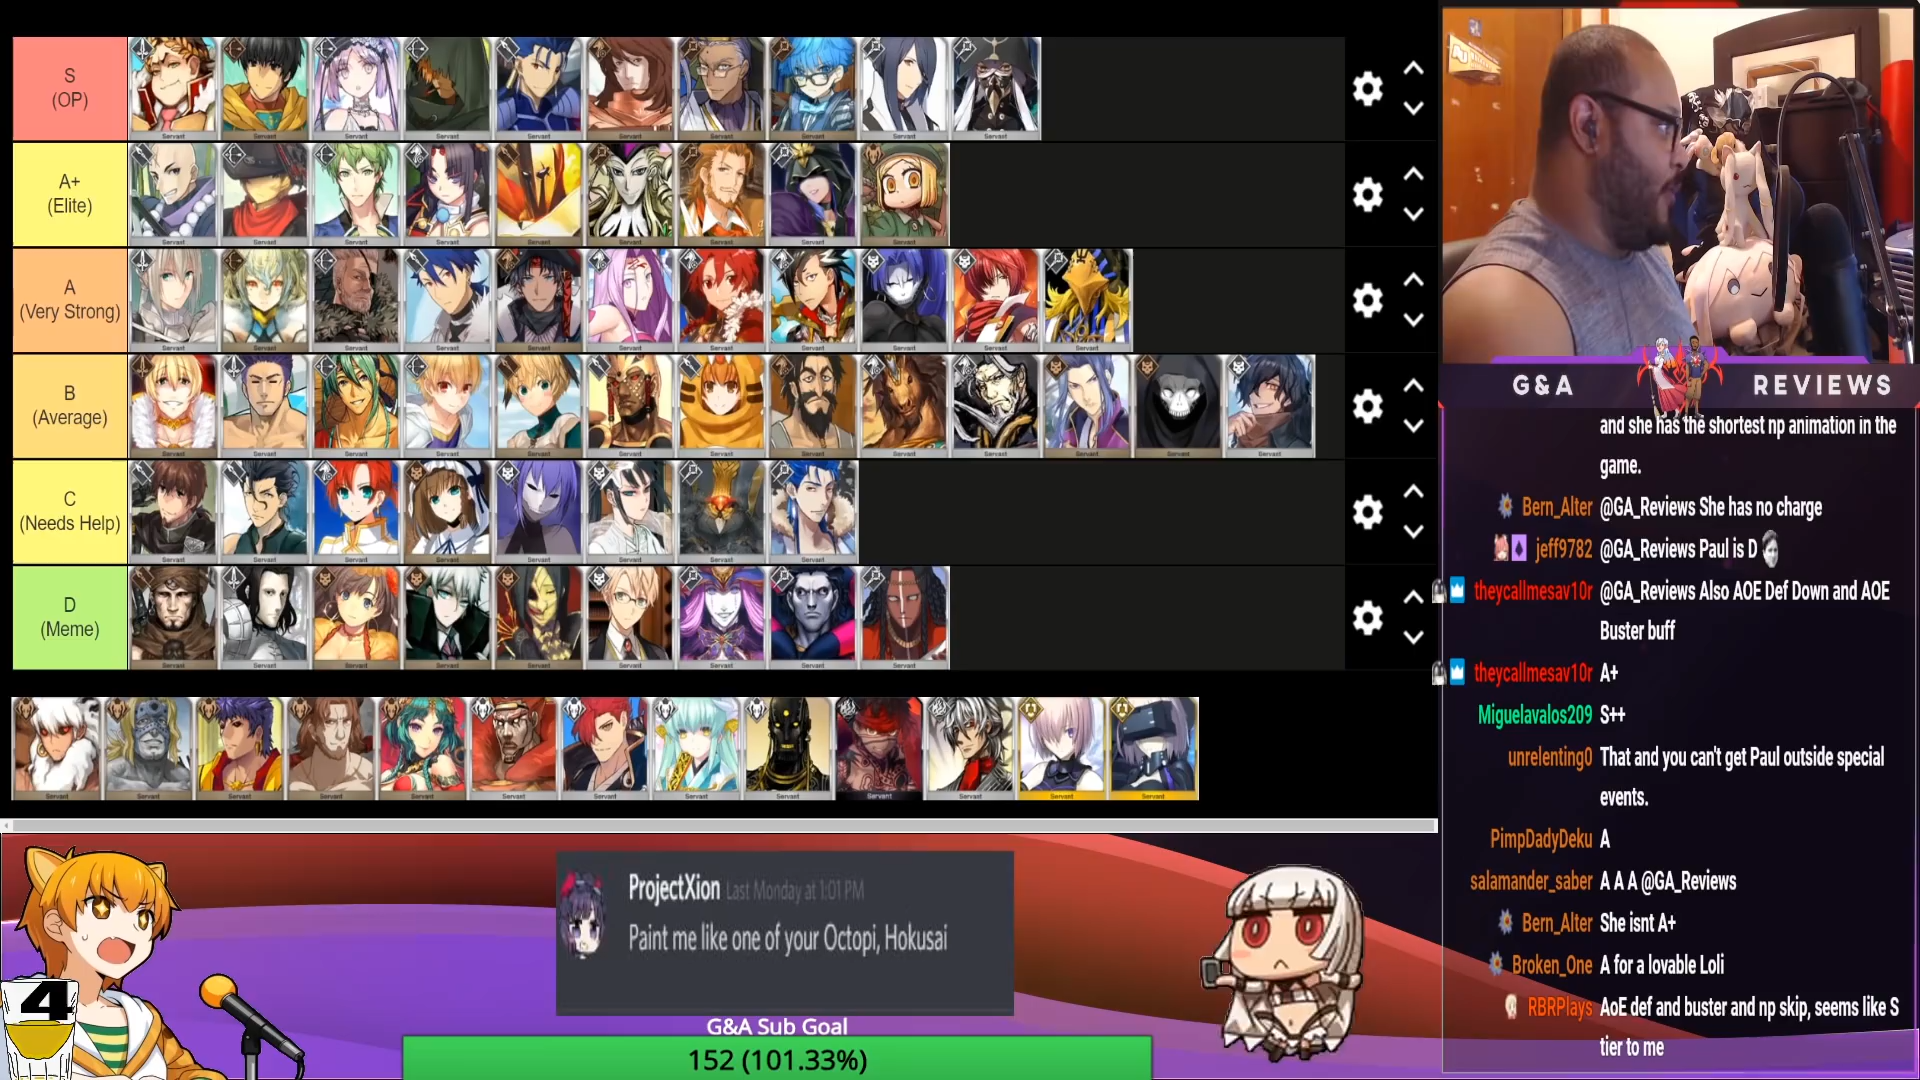 S
(OP)
A+
(Elite)
A
(Very Strong)
B
(Average)
C
(Needs Help)
D
(Meme)
G&A REVIEWS
and she has the shortest np animation in the
game.
Bern_Alter @GA_Reviews She has no charge
jeff9782 @GA_Reviews Paul is D
theycallmesav10r @GA_Reviews Also AOE Def Down and AOE
Buster buff
theycallmesav10r A+
Miguelavalos209 S++
unrelenting0 That and you can't get Paul outside special
events.
PimpDadyDeku A
salamander_saber A A A @GA_Reviews
Bern_Alter She isnt A+
Broken_One A for a lovable Loli
RBRPlays AoE def and buster and np skip, seems like S
tier to me
ProjectXion Last Monday at 1:01 PM
Paint me like one of your Octopi, Hokusai
4
G&A Sub Goal
152 (101.33%)